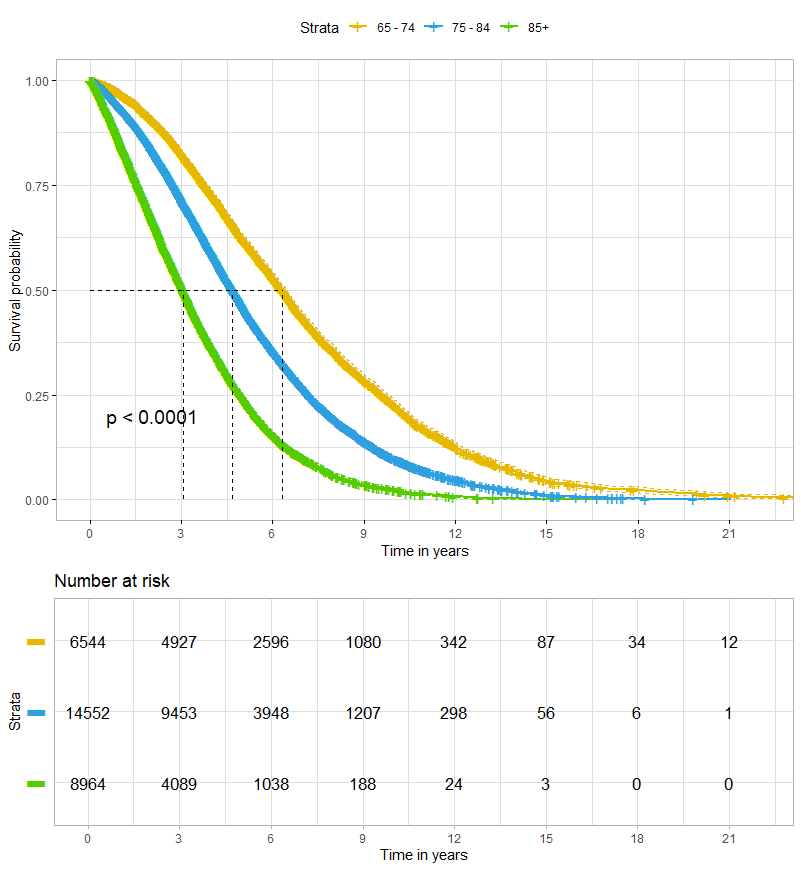 Strata 65 - 74 75 - 84 85+
1.00
0.75
0.50
0.25
0.00
Survival probability
p < 0.0001
0 3 6 9 12 15 18 21
Time in years
Number at risk
Strata
6544 4927 2596 1080 342 87 34 12
14552 9453 3948 1207 298 56 6 1
8964 4089 1038 188 24 3 0 0
0 3 6 9 12 15 18 21
Time in years